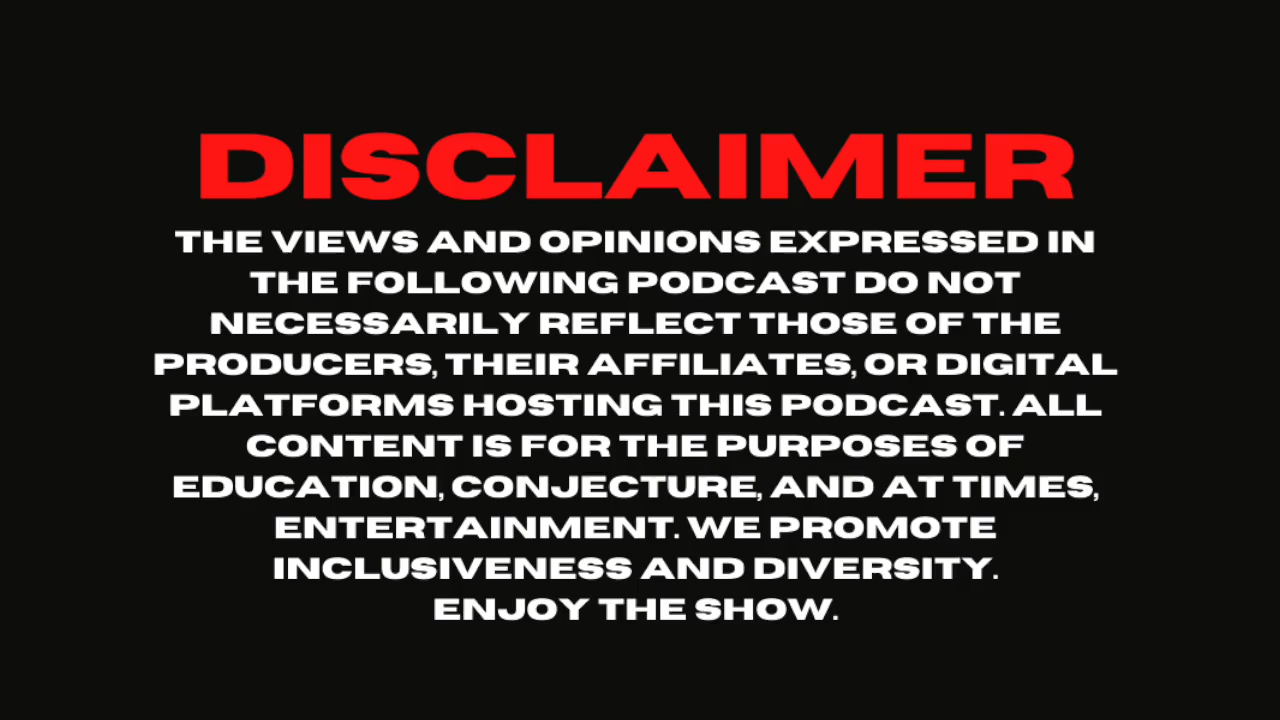 DISCLAIMER
THE VIEWS AND OPINIONS EXPRESSED IN
THE FOLLOWING PODCAST DO NOT
NECESSARILY REFLECT THOSE OF THE
PRODUCERS, THEIR AFFILIATES, OR DIGITAL
PLATFORMS HOSTING THIS PODCAST. ALL
CONTENT IS FOR THE PURPOSES OF
EDUCATION, CONJECTURE, AND AT TIMES,
ENTERTAINMENT. WE PROMOTE
INCLUSIVENESS AND DIVERSITY.
ENJOY THE SHOW.